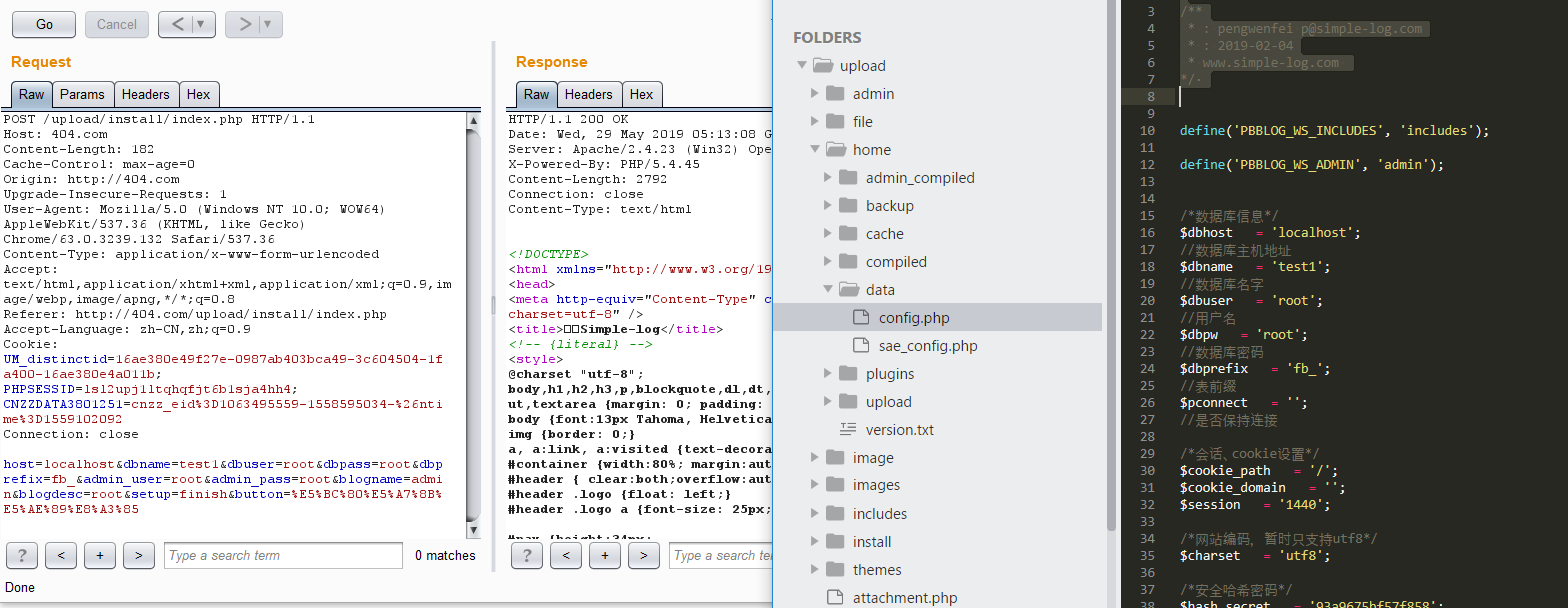 Go
Cancel
<
>
Request
Raw
Params
Headers
Hex
POST /upload/install/index.php HTTP/1.1
Host: 404.com
Content-Length: 182
Cache-Control: max-age=0
Origin: http://404.com
Upgrade-Insecure-Requests: 1
User-Agent: Mozilla/5.0 (Windows NT 10.0; WOW64)
AppleWebKit/537.36 (KHTML, like Gecko)
Chrome/63.0.3239.132 Safari/537.36
Content-Type: application/x-www-form-urlencoded
Accept:
text/html,application/xhtml+xml,application/xml;q=0.9,im
age/webp,image/apng,*/*;q=0.8
Referer: http://404.com/upload/install/index.php
Accept-Language: zh-CN,zh;q=0.9
Cookie:
UM_distinctid=16ae380e49f27e-0987ab403bca49-3c604504-1f
a400-16ae380e4a011b;
PHPSESSID=lsl2upj1ltqhqfjt6b1sja4hh4;
CNZZDATA3801251=cnzz_eid%3D1063495559-1558595034-%26nti
me%3D1559102092
Connection: close
host=localhost&dbname=test1&dbuser=root&dbpass=root&dbp
refix=fb_&admin_user=root&admin_pass=root&blogname=admi
n&blogdesc=root&setup=finish&button=%E5%BC%80%E5%A7%8B%
E5%AE%89%E8%A3%85
?
<
+
>
Type a search term
0 matches
Done
Response
Raw
Headers
Hex
HTTP/1.1 200 OK
Date: Wed, 29 May 2019 05:13:08 G
Server: Apache/2.4.23 (Win32) Ope
X-Powered-By: PHP/5.4.45
Content-Length: 2792
Connection: close
Content-Type: text/html
<!DOCTYPE>
<html xmlns="http://www.w3.org/19
<head>
<meta http-equiv="Content-Type" c
charset=utf-8" />
<title>□□Simple-log</title>
<!-- {literal} -->
<style>
@charset "utf-8";
body,h1,h2,h3,p,blockquote,dl,dt,
ut,textarea {margin: 0; padding:
body {font:13px Tahoma, Helvetica
img {border: 0;}
a, a:link, a:visited {text-decora
#container {width:80%; margin:aut
#header { clear:both;overflow:aut
#header .logo {float: left;}
#header .logo a {font-size: 25px;
#nav {height:34px;
?
<
+
>
Type a search
FOLDERS
upload
admin
file
home
admin_compiled
backup
cache
compiled
data
config.php
sae_config.php
plugins
upload
version.txt
image
images
includes
install
themes
attachment.php
3 /**
4 * : pengwenfei p@simple-log.com
5 * : 2019-02-04
6 * www.simple-log.com
7 */·
8
9
10 define('PBBLOG_WS_INCLUDES', 'includes');
11
12 define('PBBLOG_WS_ADMIN', 'admin');
13
14
15 /*数据库信息*/
16 $dbhost = 'localhost';
17 //数据库主机地址
18 $dbname = 'test1';
19 //数据库名字
20 $dbuser = 'root';
21 //用户名
22 $dbpw = 'root';
23 //数据库密码
24 $dbprefix = 'fb_';
25 //表前缀
26 $pconnect = '';
27 //是否保持连接
28
29 /*会话、cookie设置*/
30 $cookie_path = '/';
31 $cookie_domain = '';
32 $session = '1440';
33
34 /*网站编码, 暂时只支持utf8*/
35 $charset = 'utf8';
36
37 /*安全哈希密码*/
38 $hash_secret = '93a9675bf57f858';